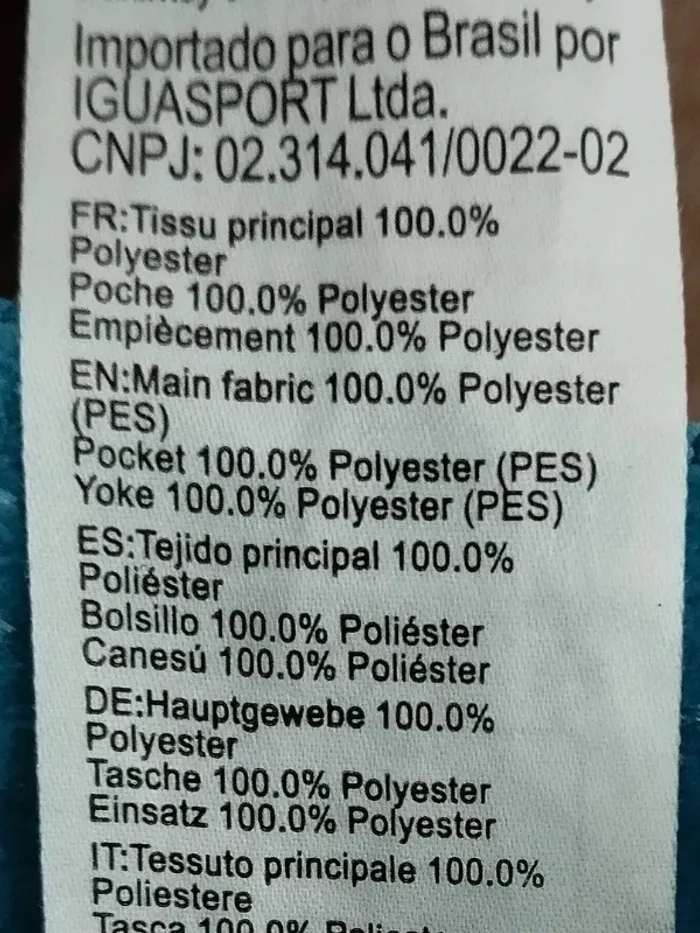 Importado para o Brasil por
IGUASPORT Ltda.
CNPJ: 02.314.041/0022-02
FR:Tissu principal 100.0%
Polyester
Poche 100.0% Polyester
Empiècement 100.0% Polyester
EN:Main fabric 100.0% Polyester
(PES)
Pocket 100.0% Polyester (PES)
Yoke 100.0% Polyester (PES)
ES:Tejido principal 100.0%
Poliéster
Bolsillo 100.0% Poliéster
Canesú 100.0% Poliéster
DE:Hauptgewebe 100.0%
Polyester
Tasche 100.0% Polyester
Einsatz 100.0% Polyester
IT:Tessuto principale 100.0%
Poliestere
Tasca 100.0%